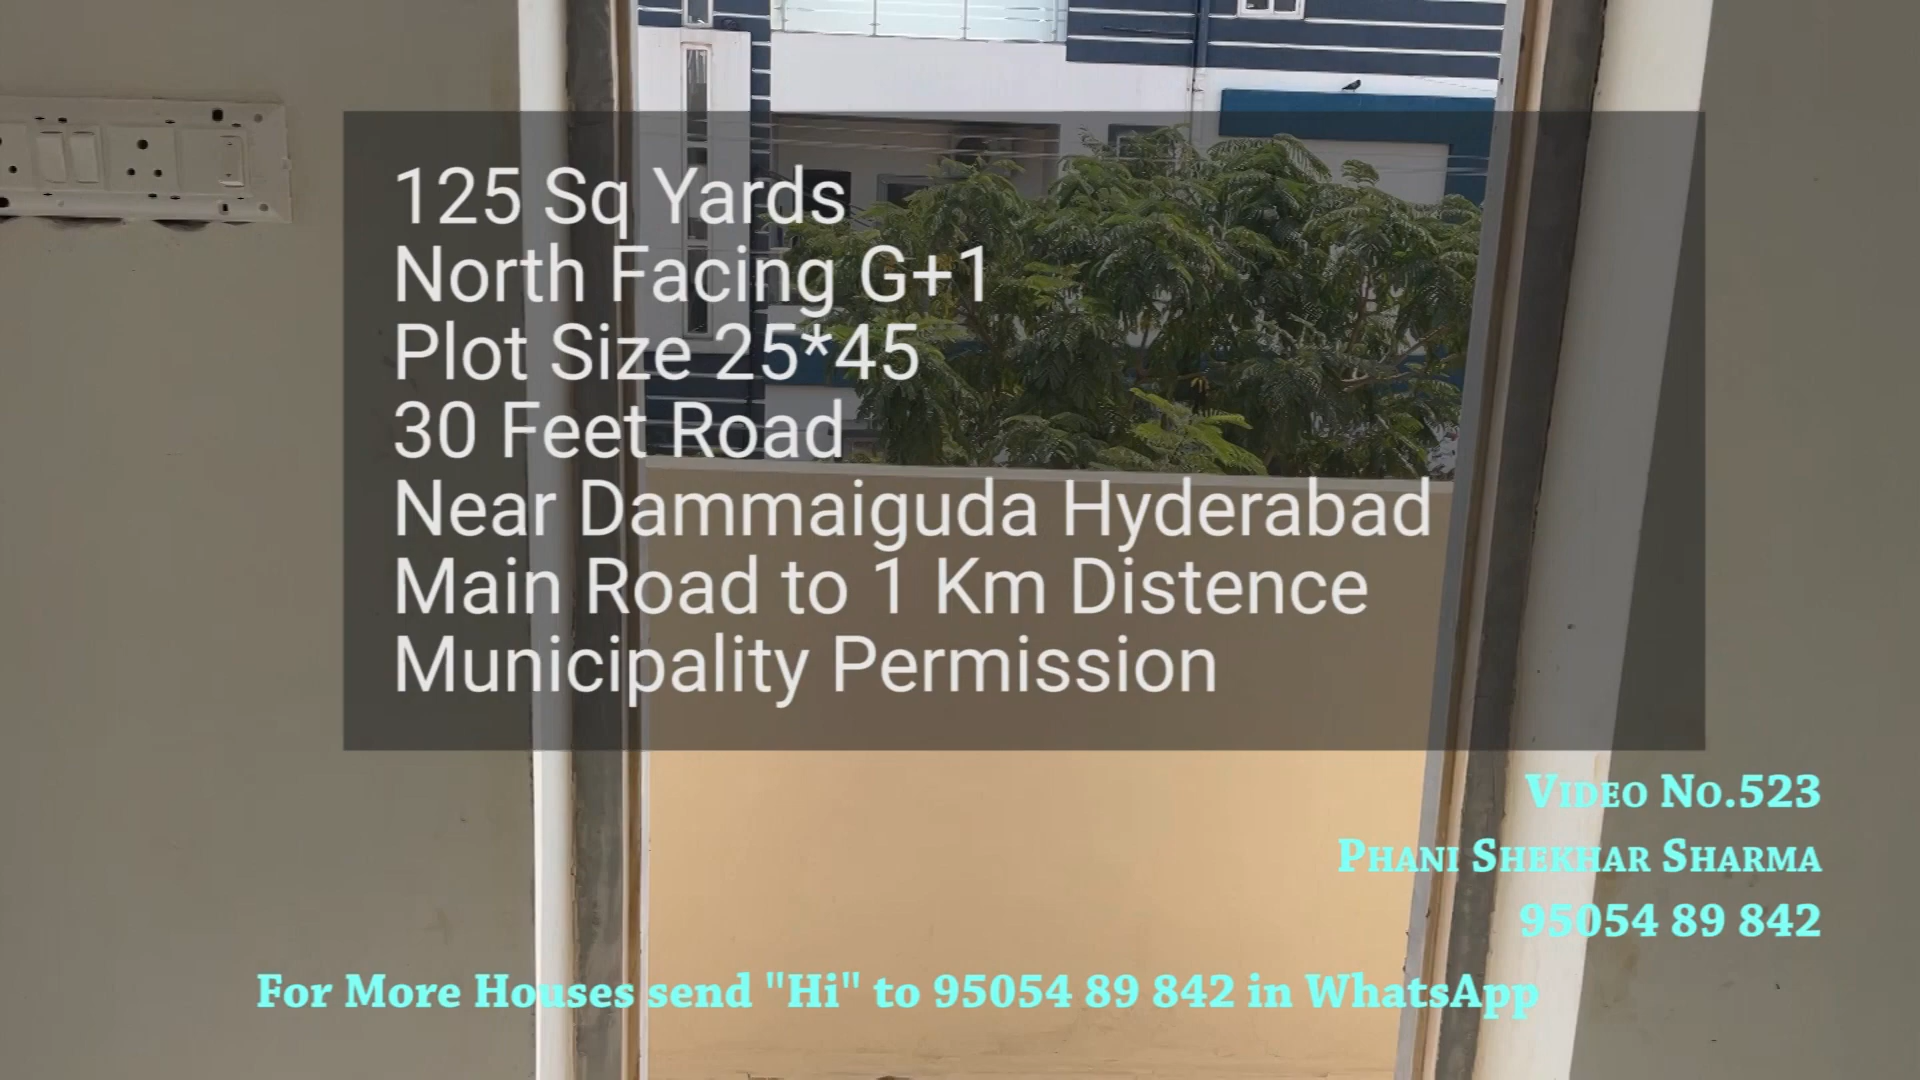 125 Sq Yards
North Facing G+1
Plot Size 25*45
30 Feet Road
Near Dammaiguda Hyderabad
Main Road to 1 Km Distence
Municipality Permission
Video No.523
Phani Shekhar Sharma
95054 89 842
For More Houses send "Hi" to 95054 89 842 in WhatsApp